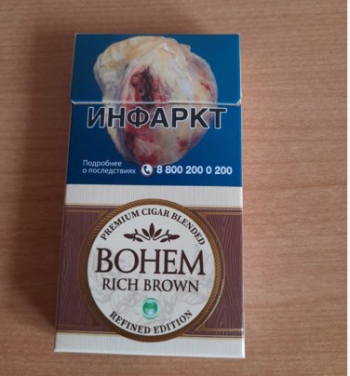 ИНФАРКТ
Подробнее
о последствиях
8 800 200 0 200
PREMIUM CIGAR BLENDED
BOHEM
RICH BROWN
REFINED EDITION